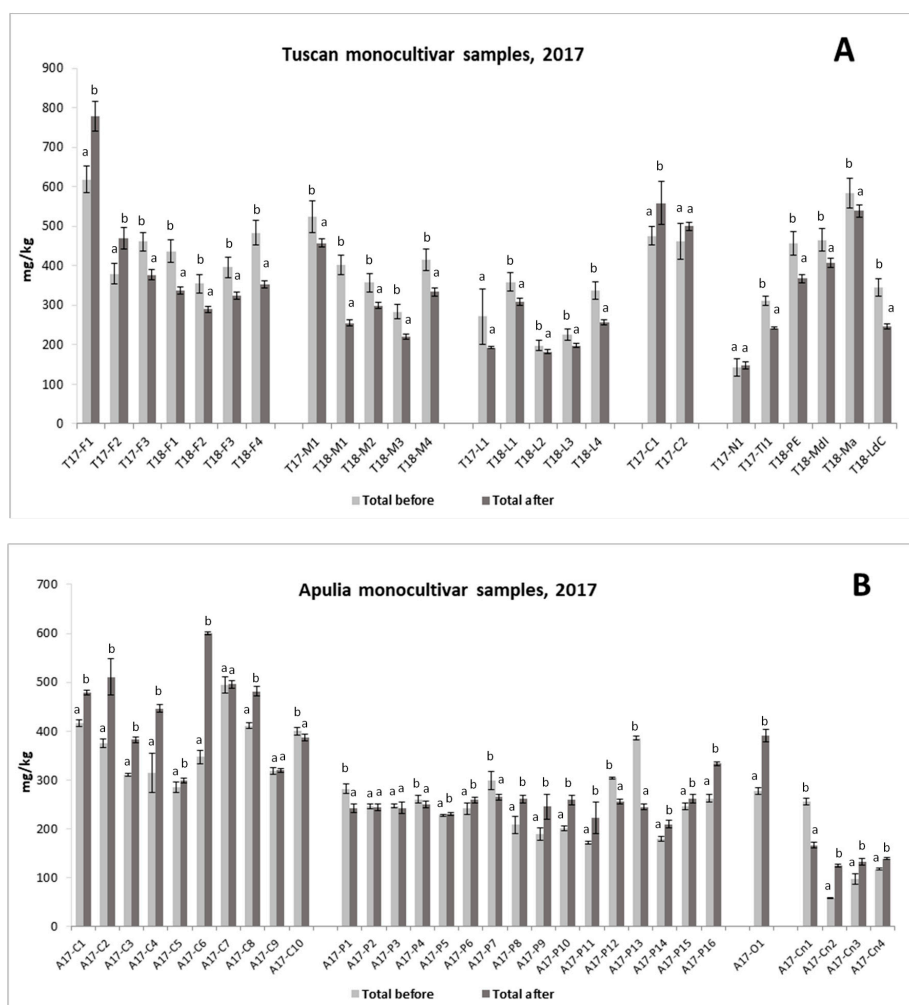 A
Tuscan monocultivar samples, 2017
mg/kg
900
800
700
600
500
400
300
200
100
0
a b a b b a b a b a b a b a
b a b a b a b a b a
a a b a b a b a b a
a b a a
a a b a b a b a b a b a
T17-F1 T17-F2 T17-F3 T18-F1 T18-F2 T18-F3 T18-F4 T17-M1 T18-M1 T18-M2 T18-M3 T18-M4 T17-L1 T18-L1 T18-L2 T18-L3 T18-L4 T17-C1 T17-C2 T17-N1 T17-TI1 T18-PE T18-MdI T18-Ma T18-LdC
Total before Total after
B
Apulia monocultivar samples, 2017
mg/kg
700
600
500
400
300
200
100
0
a b a b a b a b a b a b a a a b a a b a
b a a a a a b a a b a b b a a b a b a b a b b a b a a b a b a b
a b
b a a b a b a b
A17-C1 A17-C2 A17-C3 A17-C4 A17-C5 A17-C6 A17-C7 A17-C8 A17-C9 A17-C10 A17-P1 A17-P2 A17-P3 A17-P4 A17-P5 A17-P6 A17-P7 A17-P8 A17-P9 A17-P10 A17-P11 A17-P12 A17-P13 A17-P14 A17-P15 A17-P16 A17-O1 A17-Cn1 A17-Cn2 A17-Cn3 A17-Cn4
Total before Total after